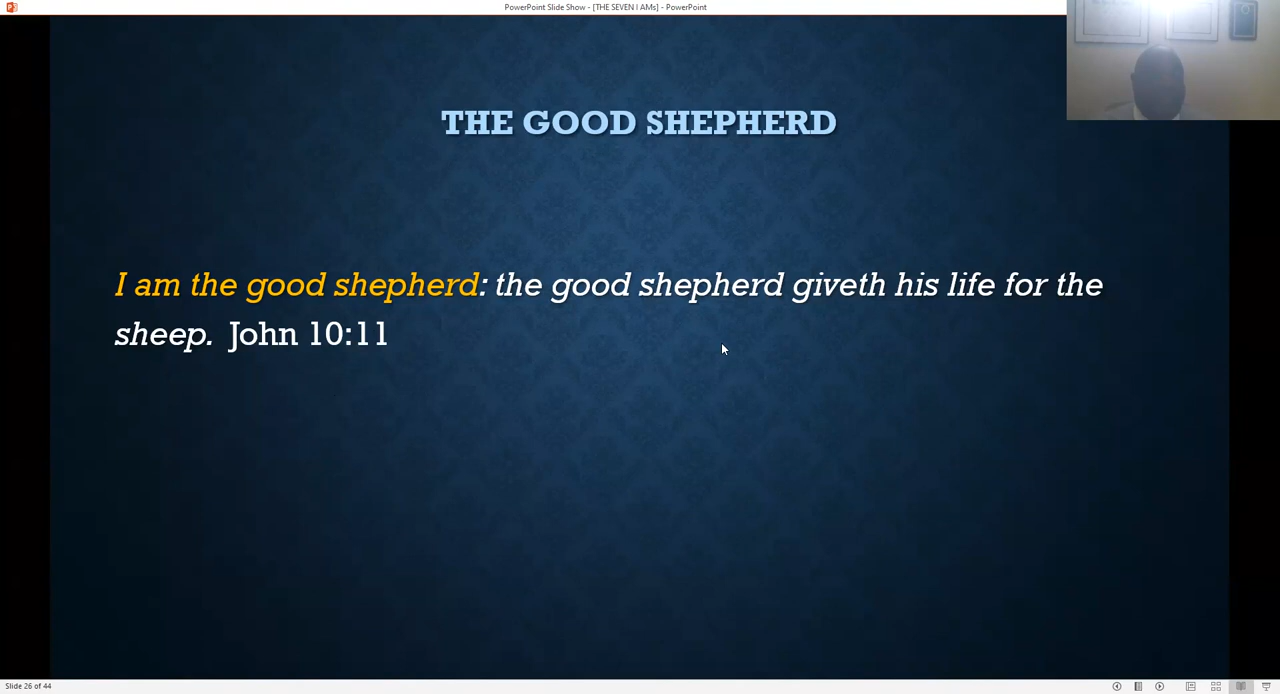 PowerPoint Slide Show - [THE SEVEN I AMs] - PowerPoint
THE GOOD SHEPHERD
I am the good shepherd: the good shepherd giveth his life for the
sheep. John 10:11
Slide 26 of 44